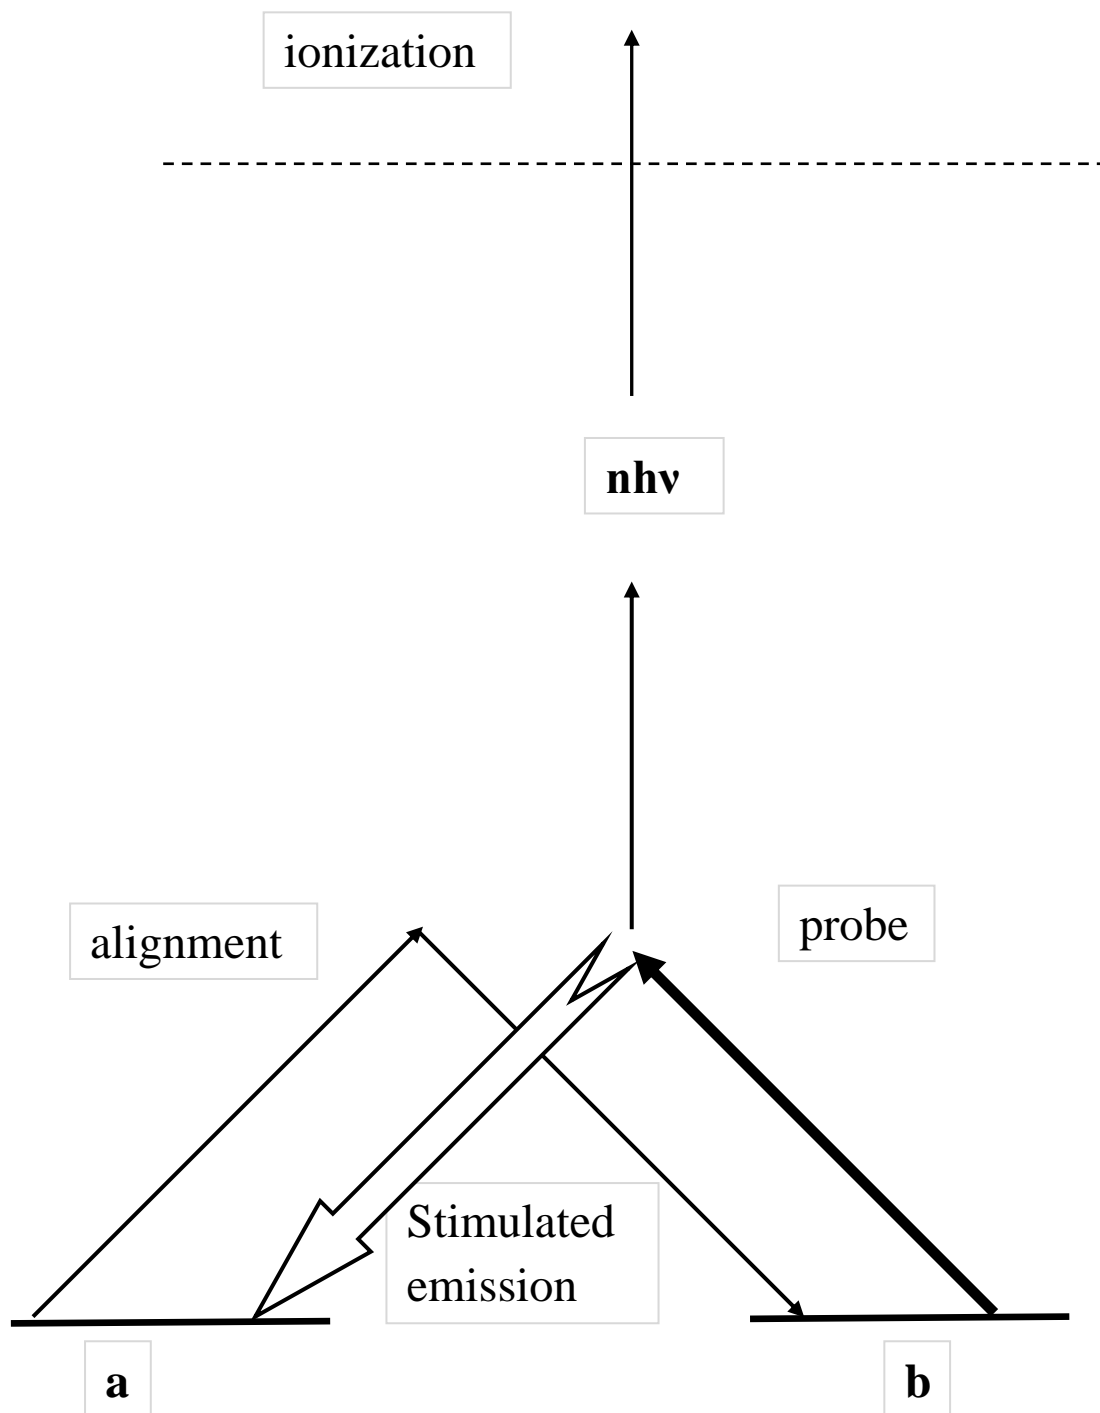 ionization
nhν
probe
alignment
Stimulated
emission
a
b